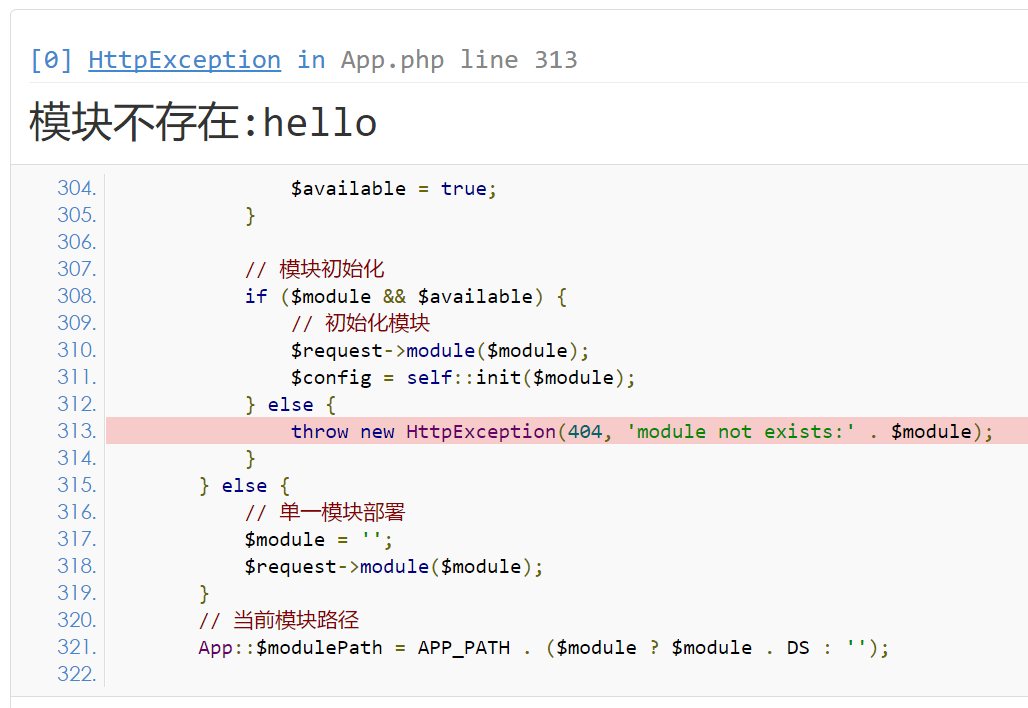 [0] HttpException in App.php line 313
模块不存在:hello
304. $available = true;
305. }
306.
307. // 模块初始化
308. if ($module && $available) {
309. // 初始化模块
310. $request->module($module);
311. $config = self::init($module);
312. } else {
313. throw new HttpException(404, 'module not exists:' . $module);
314. }
315. } else {
316. // 单一模块部署
317. $module = '';
318. $request->module($module);
319. }
320. // 当前模块路径
321. App::$modulePath = APP_PATH . ($module ? $module . DS : '');
322.